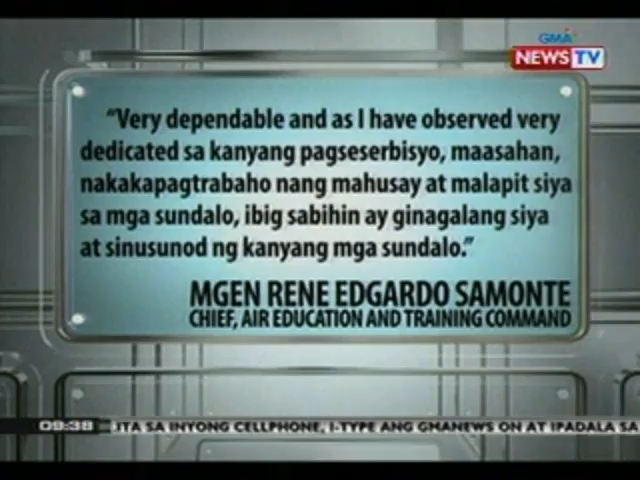 GMA
NEWS TV
“Very dependable and as I have observed very
dedicated sa kanyang pagseserbisyo, maasahan,
nakakapagtrabaho nang mahusay at malapit siya
sa mga sundalo, ibig sabihin ay ginagalang siya
at sinusunod ng kanyang mga sundalo.”
MGEN RENE EDGARDO SAMONTE
CHIEF, AIR EDUCATION AND TRAINING COMMAND
09:38 ITA SA INYONG CELLPHONE, I-TYPE ANG GMANEWS ON AT IPADALA SA